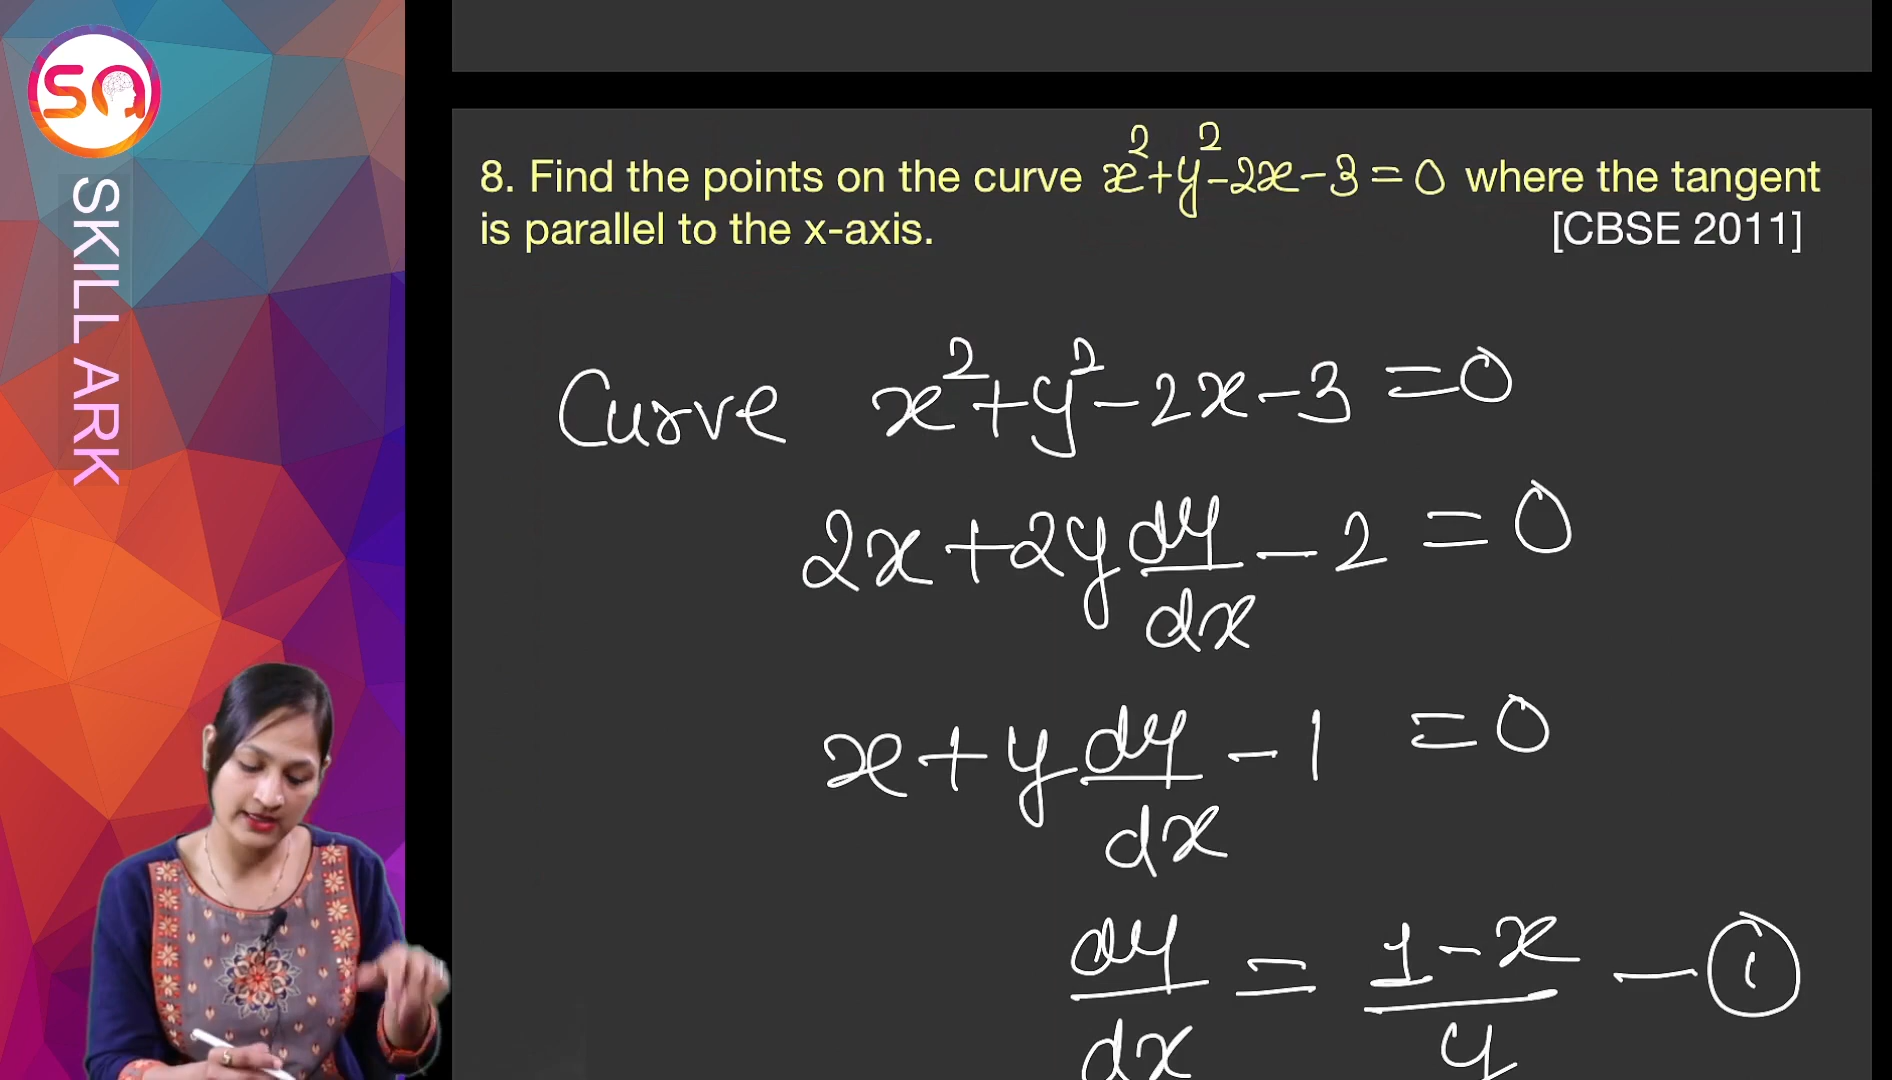 SA
SKILL ARK
8. Find the points on the curve x²+y²-2x-3=0 where the tangent
is parallel to the x-axis. [CBSE 2011]
Curve x²+y²-2x-3=0
2x+2y dy/dx -2=0
x+y dy/dx -1 =0
dy/dx = 1-x/y -①